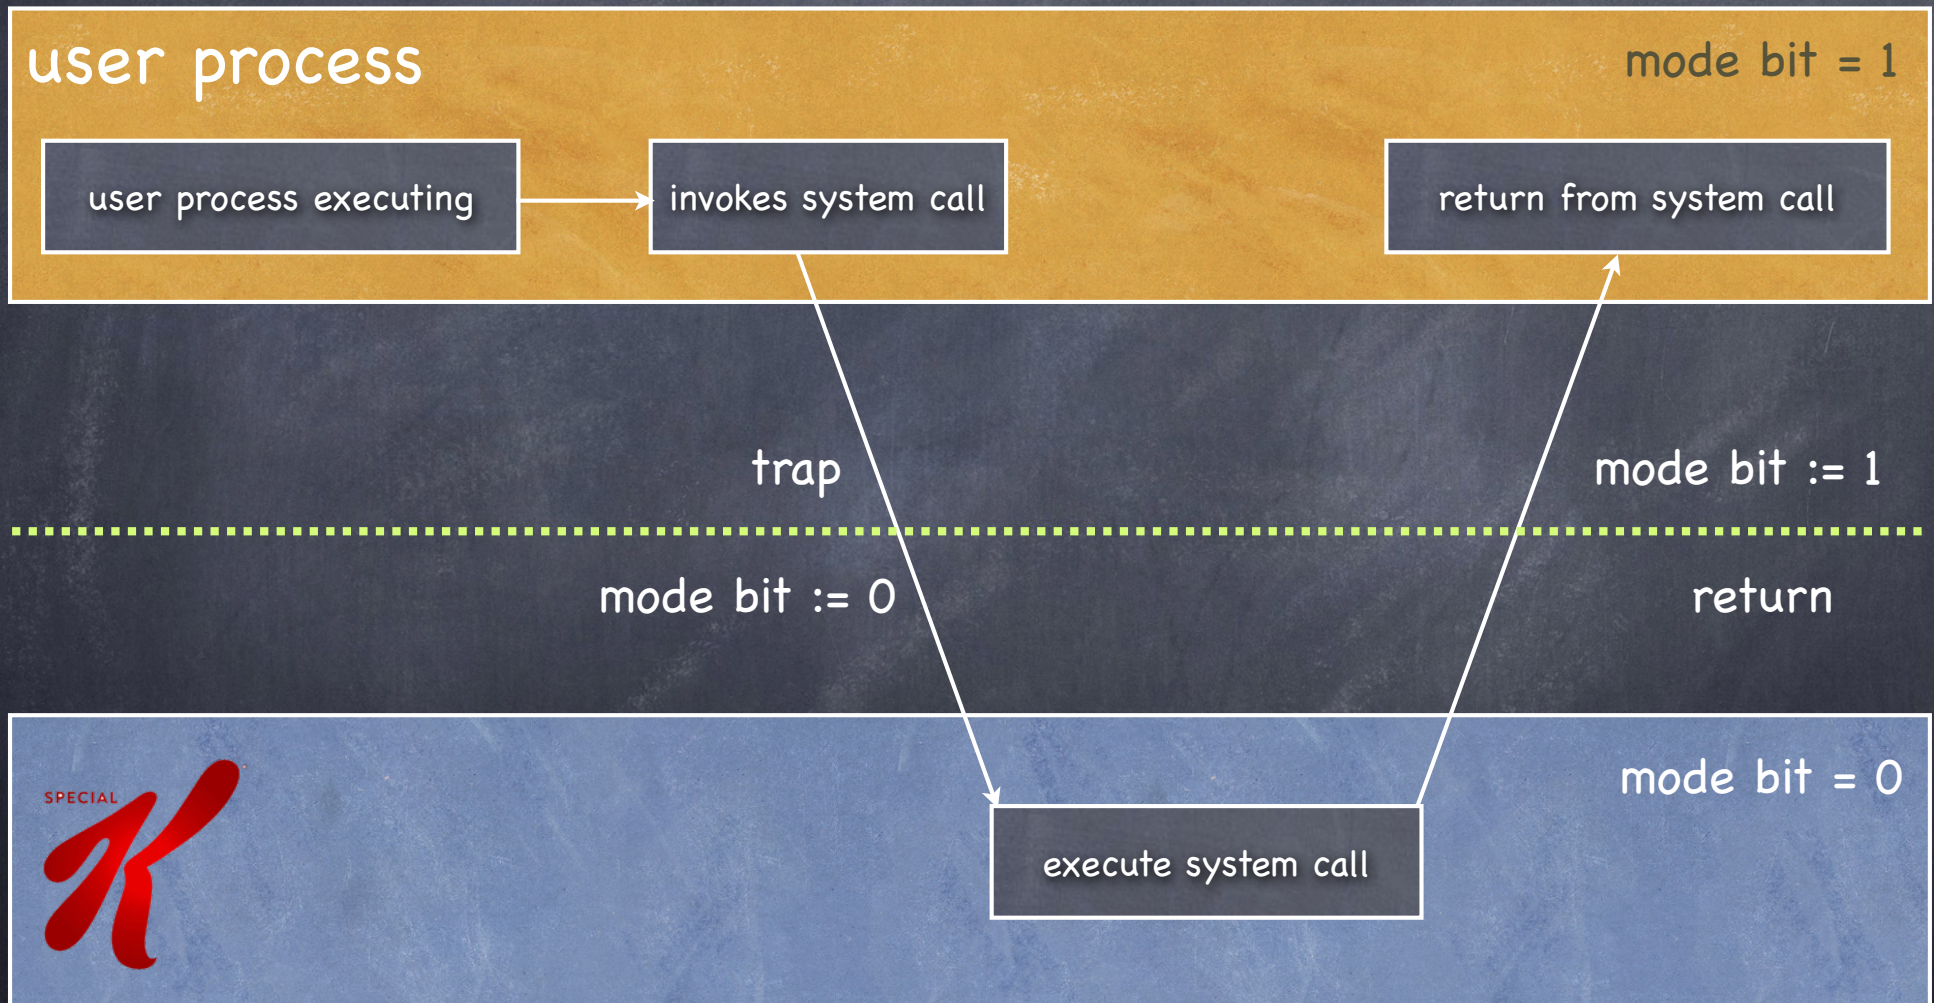 user process
mode bit = 1
user process executing
invokes system call
return from system call
trap
mode bit := 1
mode bit := 0
return
SPECIAL
K
mode bit = 0
execute system call